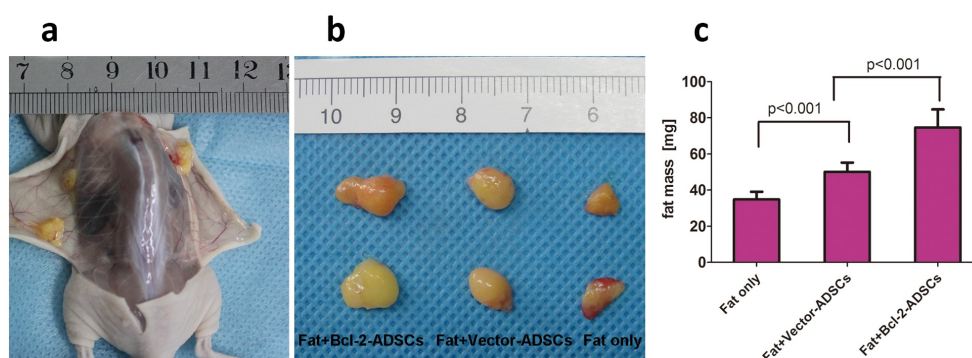 a
b
c
7 8 9 10 11 12 13
10 9 8 7 6
Fat+Bcl-2-ADSCs Fat+Vector-ADSCs Fat only
p<0.001
p<0.001
fat mass [mg]
100
80
60
40
20
0
Fat only
Fat+Vector-ADSCs
Fat+Bcl-2-ADSCs